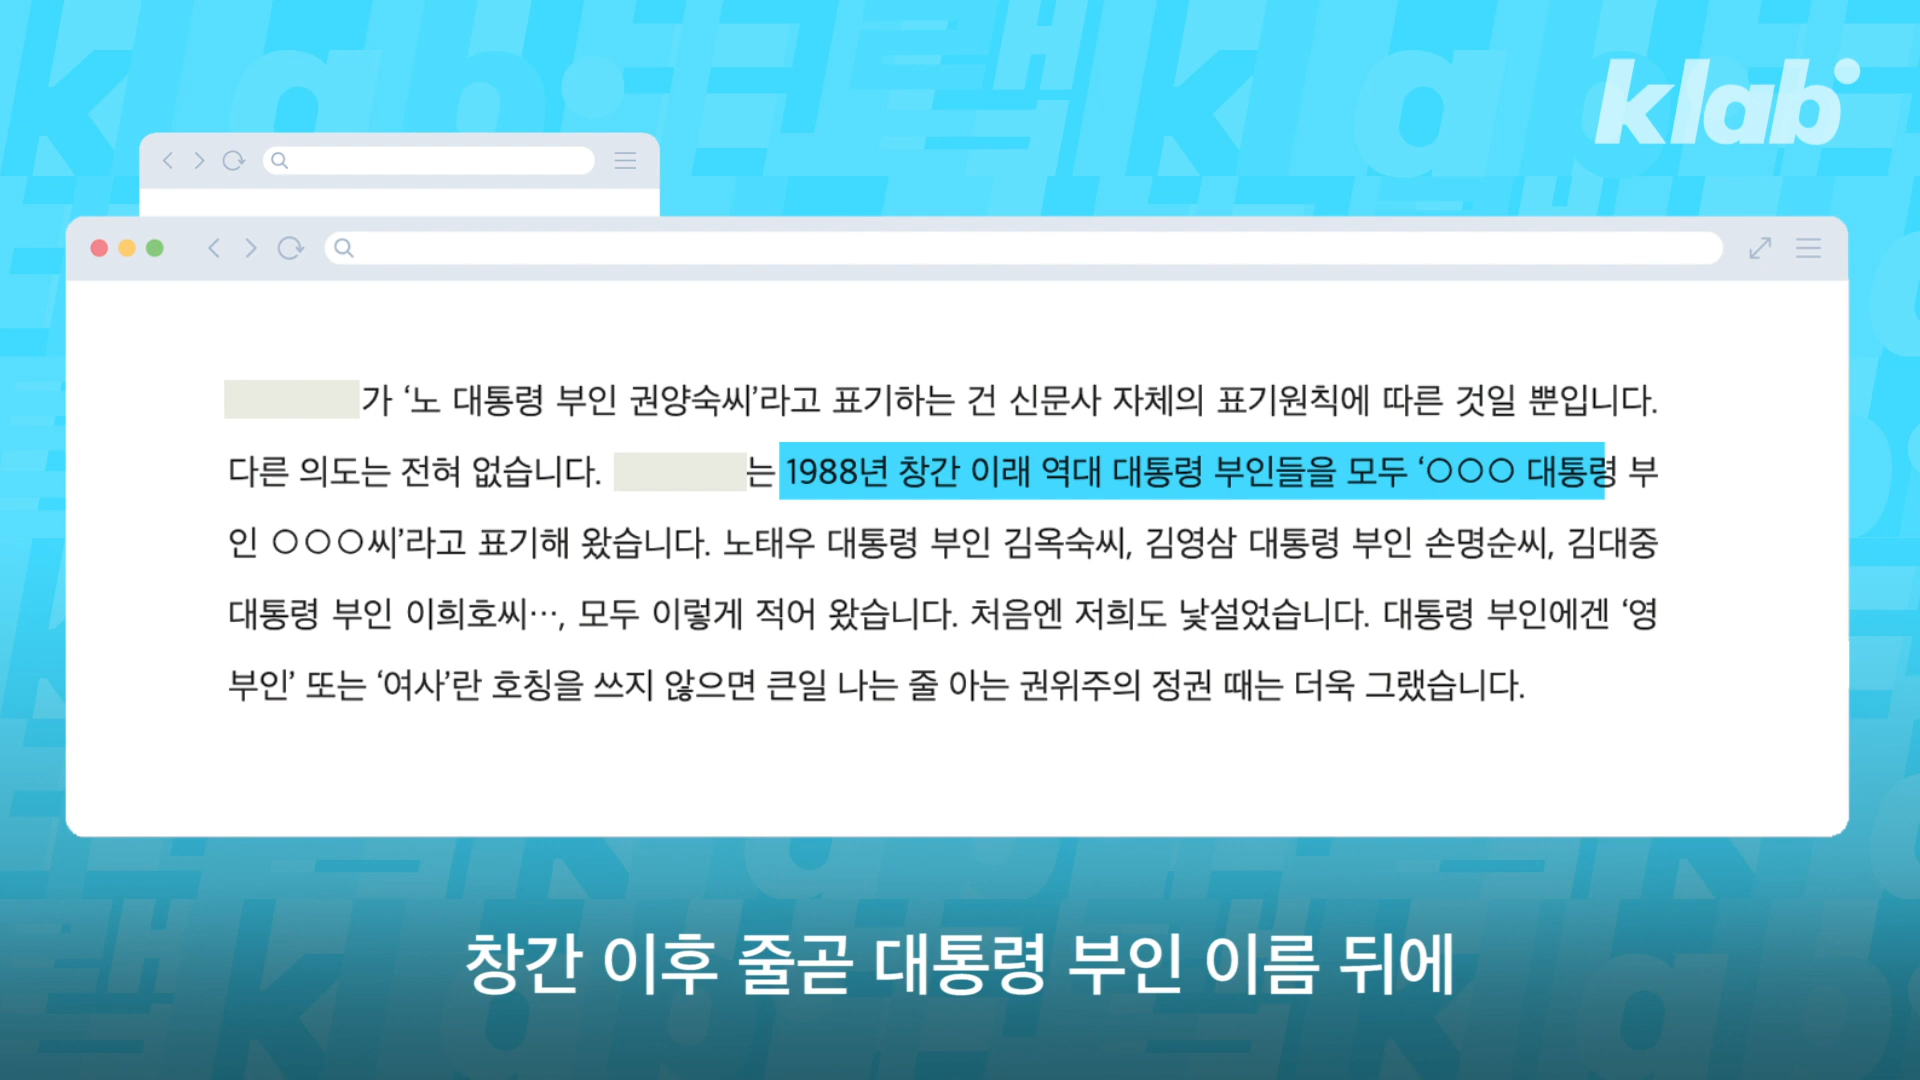 klab
가 ‘노 대통령 부인 권양숙씨’라고 표기하는 건 신문사 자체의 표기원칙에 따른 것일 뿐입니다.
다른 의도는 전혀 없습니다. 는 1988년 창간 이래 역대 대통령 부인들을 모두 ‘○○○ 대통령 부
인 ○○○씨’라고 표기해 왔습니다. 노태우 대통령 부인 김옥숙씨, 김영삼 대통령 부인 손명순씨, 김대중
대통령 부인 이희호씨…, 모두 이렇게 적어 왔습니다. 처음엔 저희도 낯설었습니다. 대통령 부인에겐 ‘영
부인’ 또는 ‘여사’란 호칭을 쓰지 않으면 큰일 나는 줄 아는 권위주의 정권 때는 더욱 그랬습니다.
창간 이후 줄곧 대통령 부인 이름 뒤에